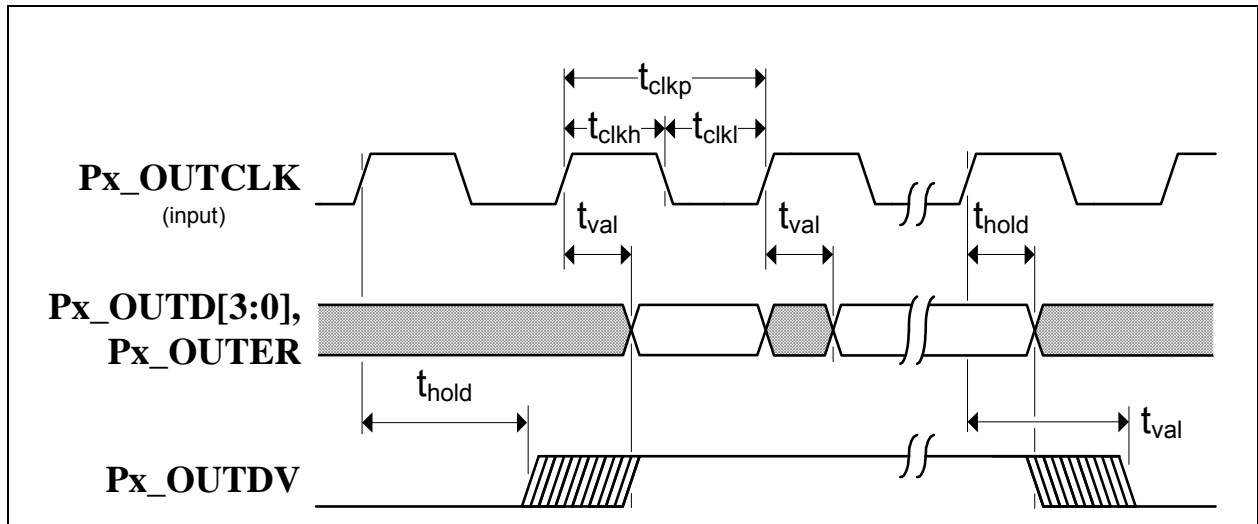 tclkp
tclkh tclkl
Px_OUTCLK
(input)
tval tval thold
Px_OUTD[3:0],
Px_OUTER
thold
tval
Px_OUTDV